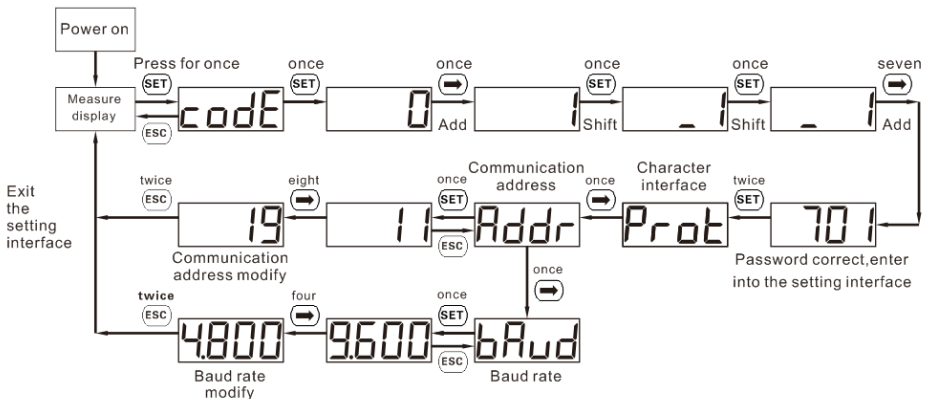 Power on
Press for once
once
once
once
once
seven
SET
SET
SET
SET
Measure
display
codE
0
1
_1
_ 1
ESC
Add
Shift
Shift
Add
Exit
the
setting
interface
twice
ESC
eight
once
SET
Communication
address
once
Character
interface
twice
SET
19
11
Addr
Prot
701
ESC
Communication
address modify
Password correct,enter
into the setting interface
once
twice
ESC
four
once
SET
4.800
9.600
bAud
ESC
Baud rate
modify
Baud rate